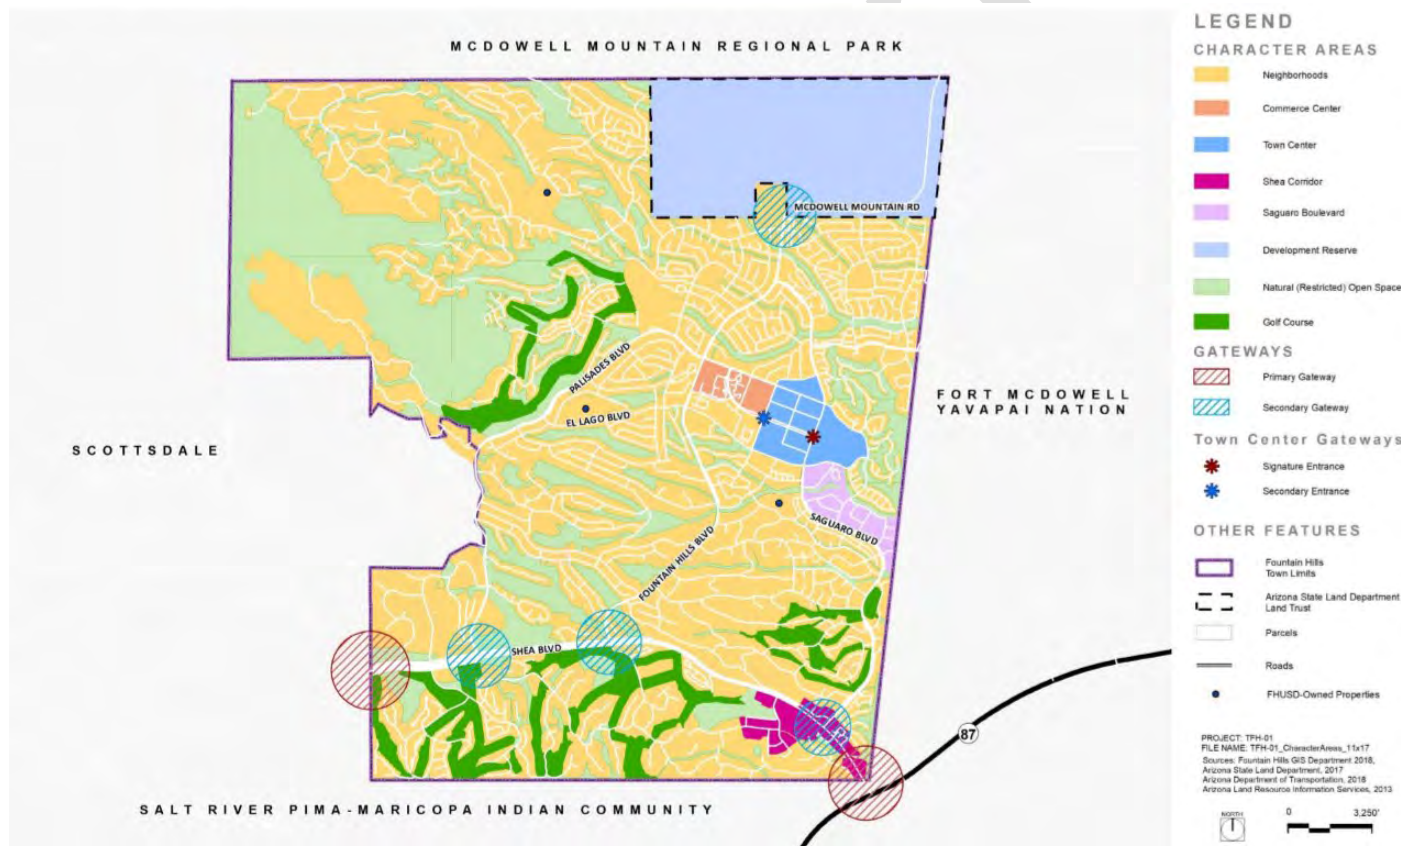 MCDOWELL MOUNTAIN REGIONAL PARK
MCDOWELL MOUNTAIN RD
PALISADES BLVD
EL LAGO BLVD
FORT MCDOWELL
YAVAPAI NATION
SCOTTSDALE
SAGUARO BLVD
FOUNTAIN HILLS BLVD
SHEA BLVD
87
SALT RIVER PIMA-MARICOPA INDIAN COMMUNITY
LEGEND
CHARACTER AREAS
Neighborhoods
Commerce Center
Town Center
Shea Corridor
Saguaro Boulevard
Development Reserve
Natural (Restricted) Open Space
Golf Course
GATEWAYS
Primary Gateway
Secondary Gateway
Town Center Gateways
Signature Entrance
Secondary Entrance
OTHER FEATURES
Fountain Hills
Town Limits
Arizona State Land Department
Land Trust
Parcels
Roads
FHUSD-Owned Properties
PROJECT: TFH-01
FILE NAME: TFH-01_CharacterAreas_11x17
Sources: Fountain Hills GIS Department 2018,
Arizona State Land Department, 2017
Arizona Department of Transportation, 2018
Arizona Land Resource Information Services, 2013
NORTH
0 3,250'